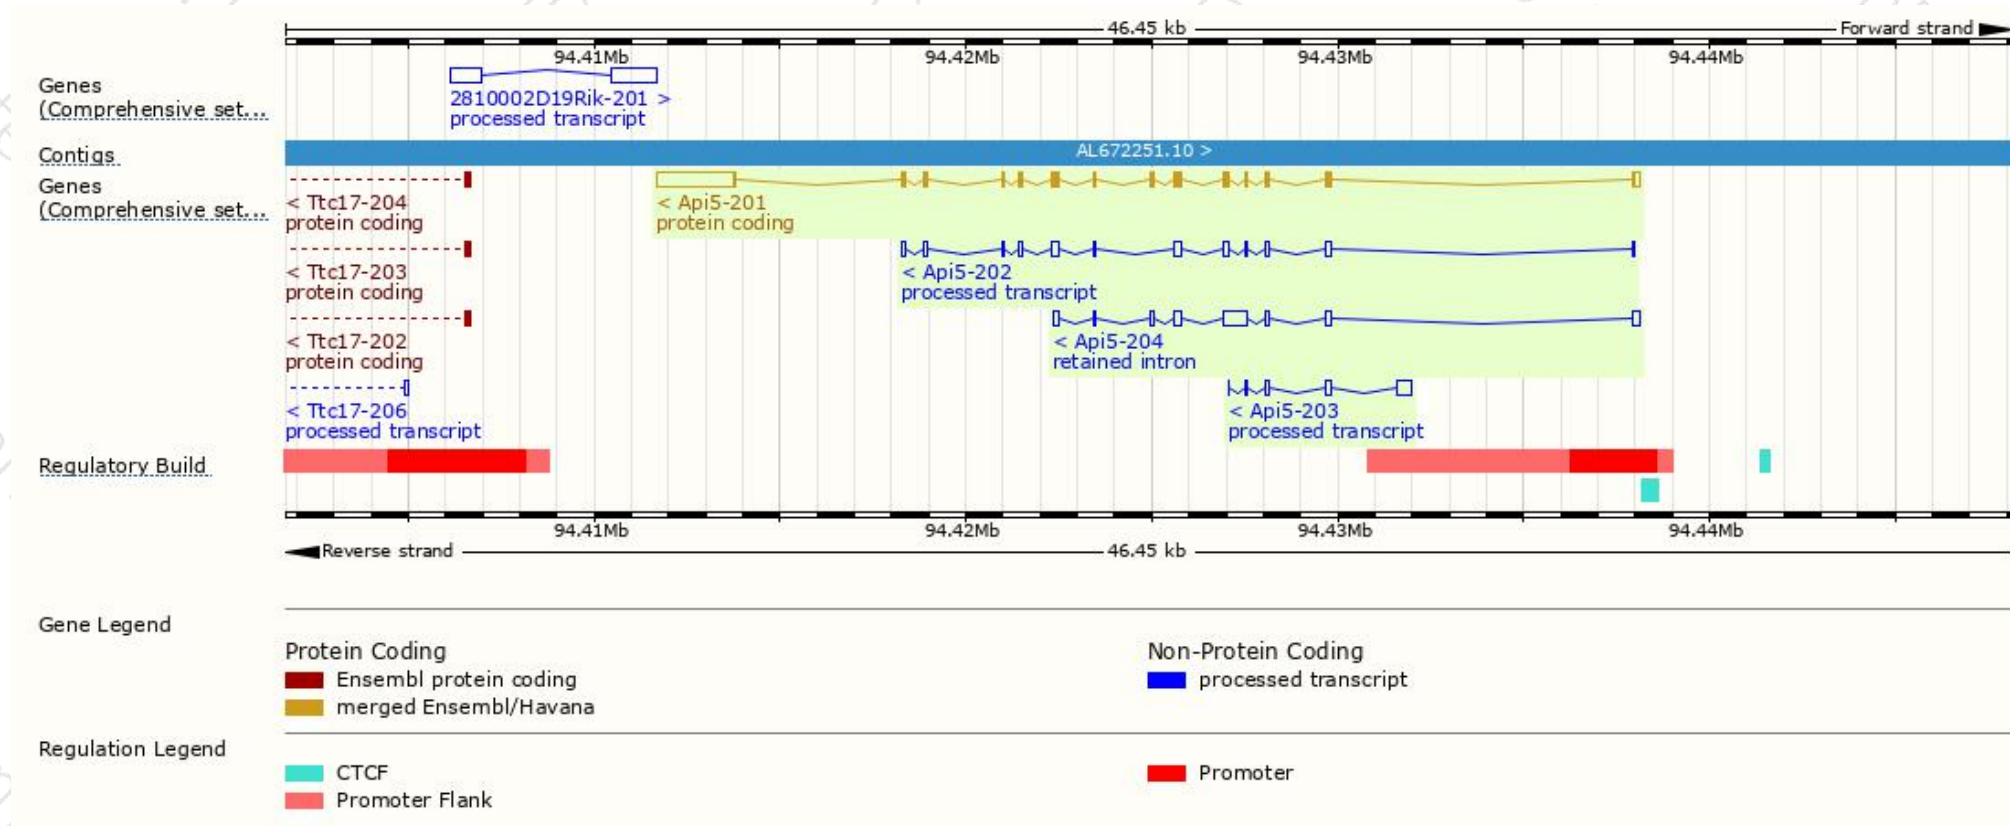 46.45 kb Forward strand
94.41Mb 94.42Mb 94.43Mb 94.44Mb
Genes
(Comprehensive set...
2810002D19Rik-201 >
processed transcript
Contigs
AL672251.10 >
Genes
(Comprehensive set...
< Ttc17-204
protein coding
< Api5-201
protein coding
< Ttc17-203
protein coding
< Api5-202
processed transcript
< Ttc17-202
protein coding
< Api5-204
retained intron
< Ttc17-206
processed transcript
< Api5-203
processed transcript
Regulatory Build
94.41Mb 94.42Mb 94.43Mb 94.44Mb
Reverse strand 46.45 kb
Gene Legend
Protein Coding
Ensembl protein coding
merged Ensembl/Havana
Non-Protein Coding
processed transcript
Regulation Legend
CTCF
Promoter Flank
Promoter